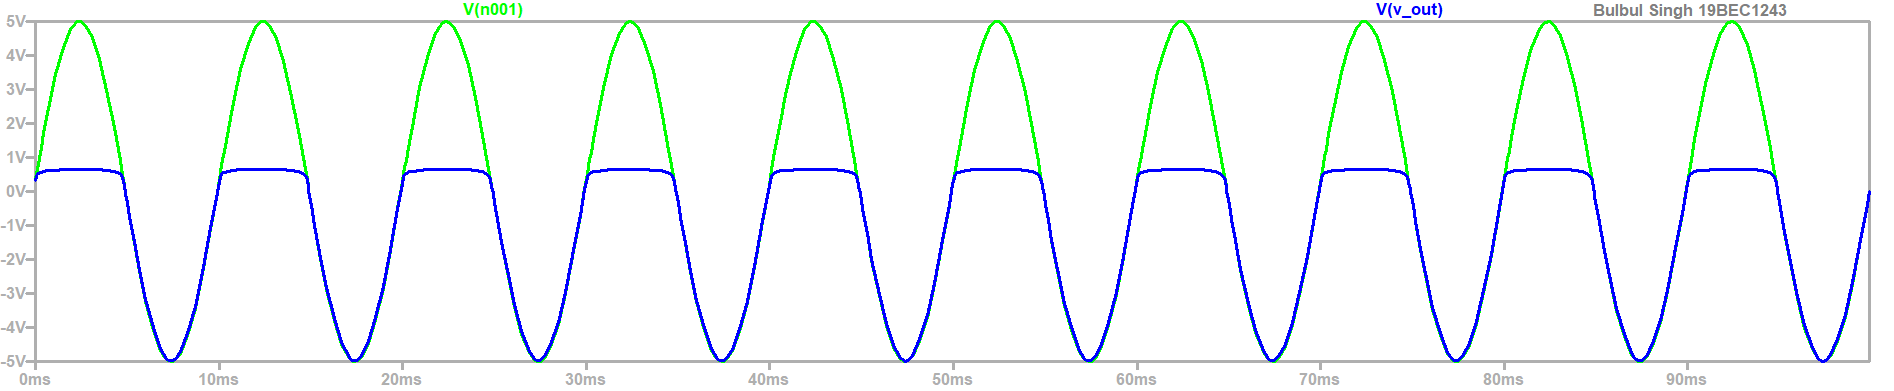 V(n001) V(v_out) Bulbul Singh 19BEC1243
5V
4V
3V
2V
1V
0V
-1V
-2V
-3V
-4V
-5V
0ms 10ms 20ms 30ms 40ms 50ms 60ms 70ms 80ms 90ms